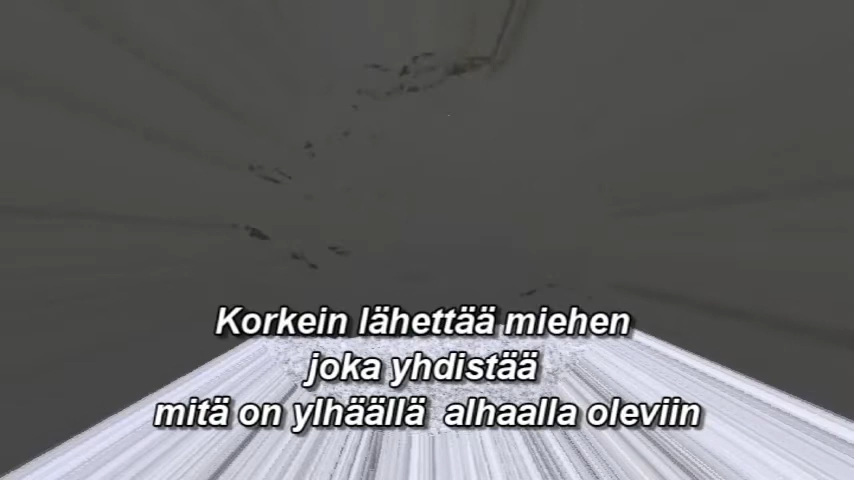 Korkein lähettää miehen
joka yhdistää
mitä on ylhäällä alhaalla oleviin